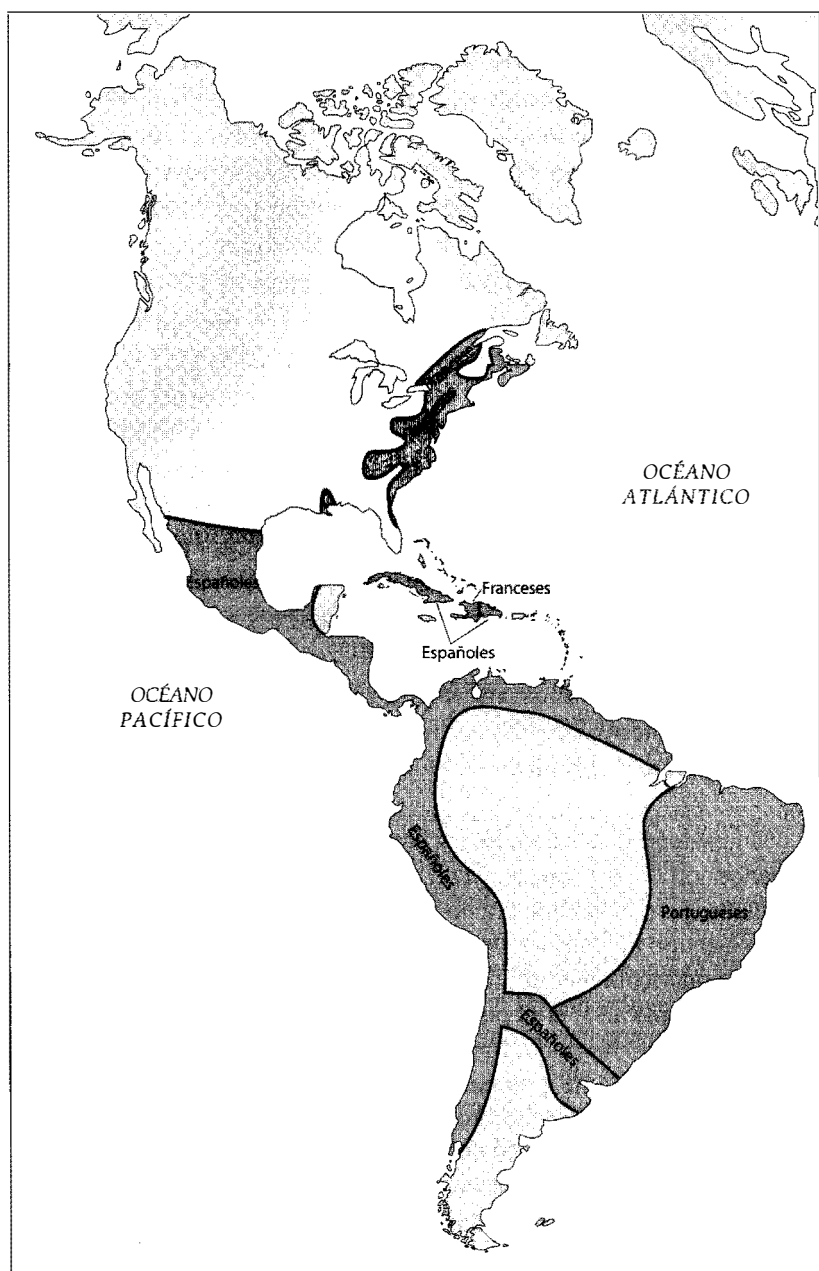 OCÉANO
ATLÁNTICO
Españoles
Franceses
Españoles
OCÉANO
PACÍFICO
Españoles
Portugueses
Españoles